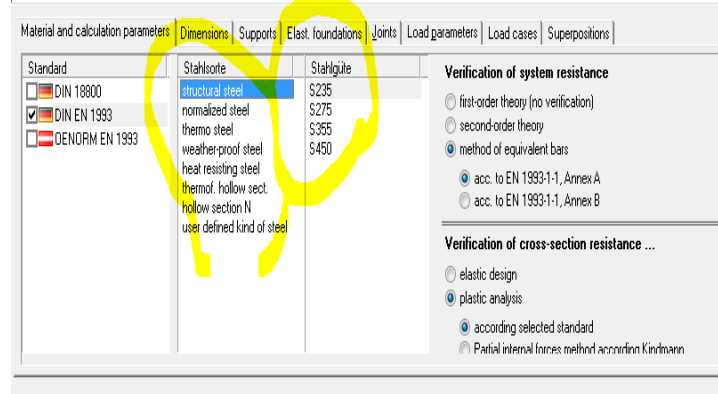 Material and calculation parameters Dimensions Supports Elast. foundations Joints Load parameters Load cases Superpositions
Standard
DIN 18800
DIN EN 1993
OENORM EN 1993
Stahlsorte
structural steel
normalized steel
thermo steel
weather-proof steel
heat resisting steel
thermof. hollow sect.
hollow section N
user defined kind of steel
Stahlgüte
S235
S275
S355
S450
Verification of system resistance
first-order theory (no verification)
second-order theory
method of equivalent bars
acc. to EN 1993-1-1, Annex A
acc. to EN 1993-1-1, Annex B
Verification of cross-section resistance ...
elastic design
plastic analysis
according selected standard
Partial internal forces method according Kindmann